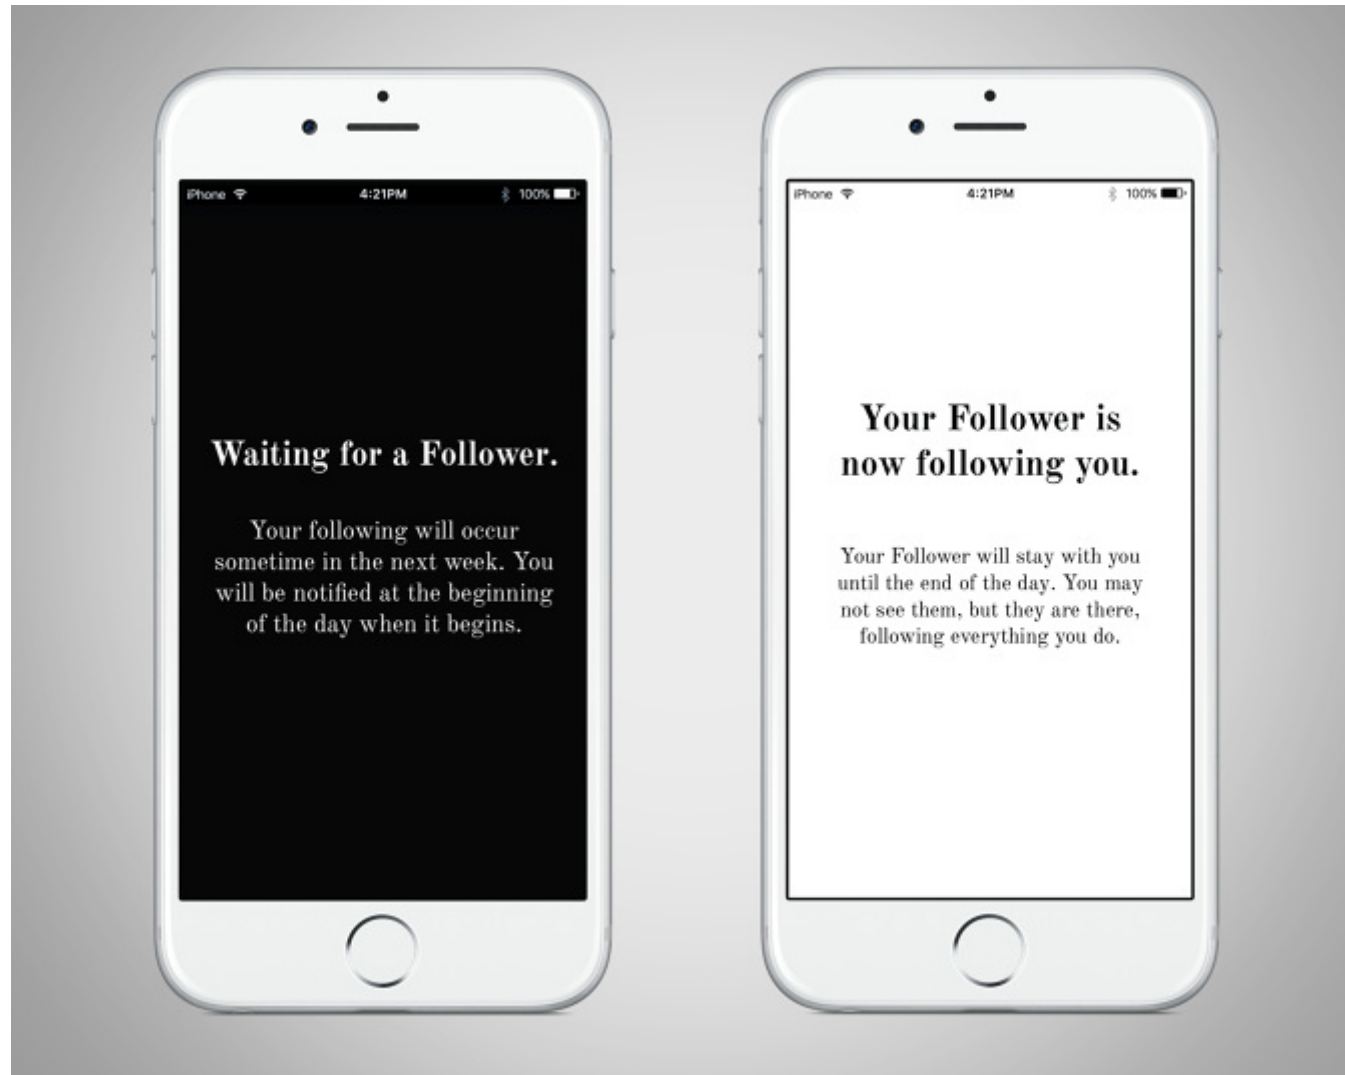 iPhone 4:21PM 100%
Waiting for a Follower.
Your following will occur
sometime in the next week. You
will be notified at the beginning
of the day when it begins.
iPhone 4:21PM 100%
Your Follower is
now following you.
Your Follower will stay with you
until the end of the day. You may
not see them, but they are there,
following everything you do.